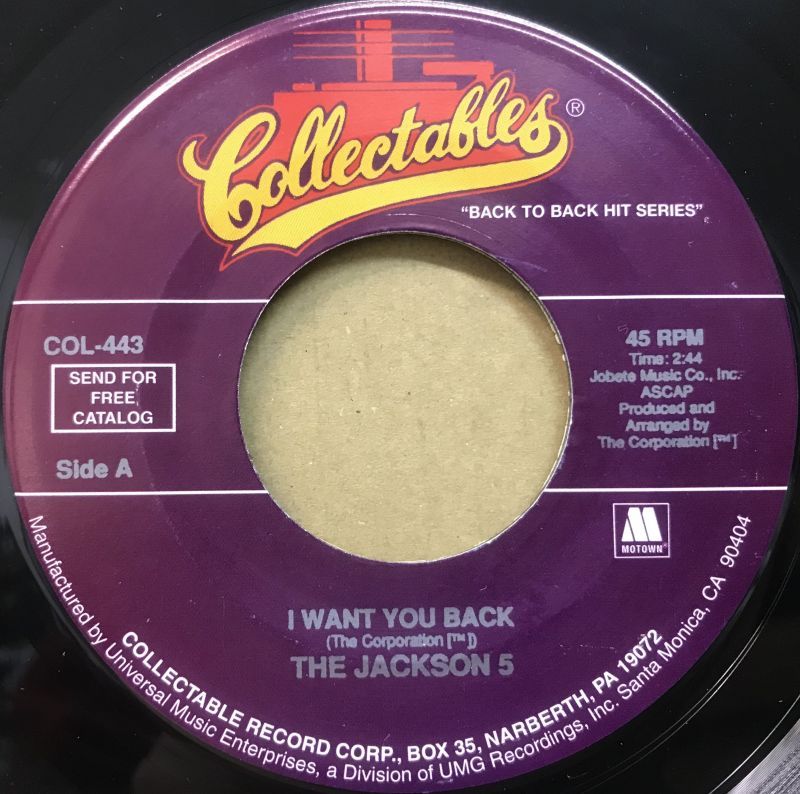 Collectables®
"BACK TO BACK HIT SERIES"
COL-443
SEND FOR
FREE
CATALOG
Side A
45 RPM
Time: 2:44
Jobete Music Co., Inc.
ASCAP
Produced and
Arranged by
The Corporation [™]
M
MOTOWN®
I WANT YOU BACK
(The Corporation [™])
THE JACKSON 5
COLLECTABLE RECORD CORP., BOX 35, NARBERTH, PA 19072
Manufactured by Universal Music Enterprises, a Division of UMG Recordings, Inc. Santa Monica, CA 90404